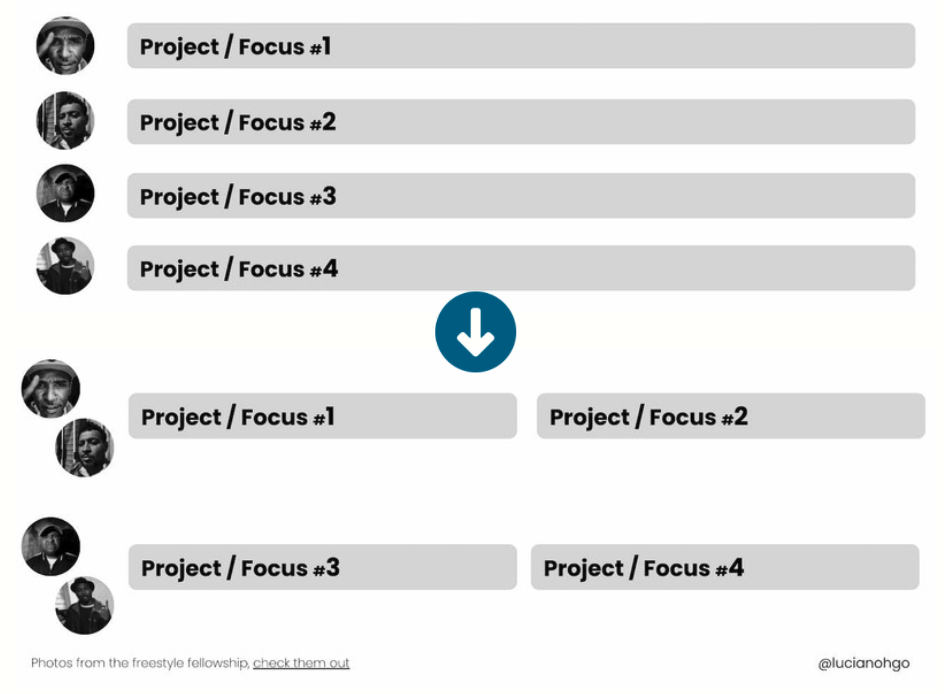 Project / Focus #1
Project / Focus #2
Project / Focus #3
Project / Focus #4
Project / Focus #1 Project / Focus #2
Project / Focus #3 Project / Focus #4
Photos from the freestyle fellowship, check them out @lucianohgo